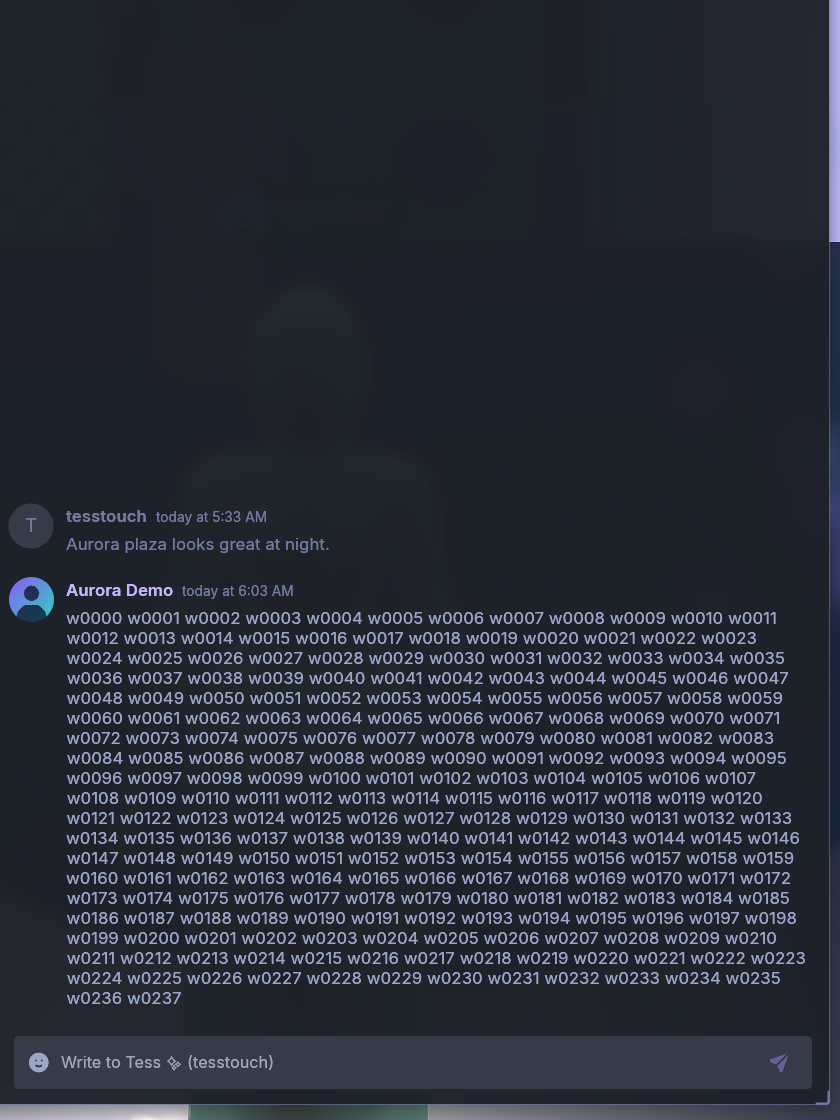 T
tesstouch today at 5:33 AM
Aurora plaza looks great at night.
Aurora Demo today at 6:03 AM
w0000 w0001 w0002 w0003 w0004 w0005 w0006 w0007 w0008 w0009 w0010 w0011
w0012 w0013 w0014 w0015 w0016 w0017 w0018 w0019 w0020 w0021 w0022 w0023
w0024 w0025 w0026 w0027 w0028 w0029 w0030 w0031 w0032 w0033 w0034 w0035
w0036 w0037 w0038 w0039 w0040 w0041 w0042 w0043 w0044 w0045 w0046 w0047
w0048 w0049 w0050 w0051 w0052 w0053 w0054 w0055 w0056 w0057 w0058 w0059
w0060 w0061 w0062 w0063 w0064 w0065 w0066 w0067 w0068 w0069 w0070 w0071
w0072 w0073 w0074 w0075 w0076 w0077 w0078 w0079 w0080 w0081 w0082 w0083
w0084 w0085 w0086 w0087 w0088 w0089 w0090 w0091 w0092 w0093 w0094 w0095
w0096 w0097 w0098 w0099 w0100 w0101 w0102 w0103 w0104 w0105 w0106 w0107
w0108 w0109 w0110 w0111 w0112 w0113 w0114 w0115 w0116 w0117 w0118 w0119 w0120
w0121 w0122 w0123 w0124 w0125 w0126 w0127 w0128 w0129 w0130 w0131 w0132 w0133
w0134 w0135 w0136 w0137 w0138 w0139 w0140 w0141 w0142 w0143 w0144 w0145 w0146
w0147 w0148 w0149 w0150 w0151 w0152 w0153 w0154 w0155 w0156 w0157 w0158 w0159
w0160 w0161 w0162 w0163 w0164 w0165 w0166 w0167 w0168 w0169 w0170 w0171 w0172
w0173 w0174 w0175 w0176 w0177 w0178 w0179 w0180 w0181 w0182 w0183 w0184 w0185
w0186 w0187 w0188 w0189 w0190 w0191 w0192 w0193 w0194 w0195 w0196 w0197 w0198
w0199 w0200 w0201 w0202 w0203 w0204 w0205 w0206 w0207 w0208 w0209 w0210
w0211 w0212 w0213 w0214 w0215 w0216 w0217 w0218 w0219 w0220 w0221 w0222 w0223
w0224 w0225 w0226 w0227 w0228 w0229 w0230 w0231 w0232 w0233 w0234 w0235
w0236 w0237
Write to Tess ✨ (tesstouch)